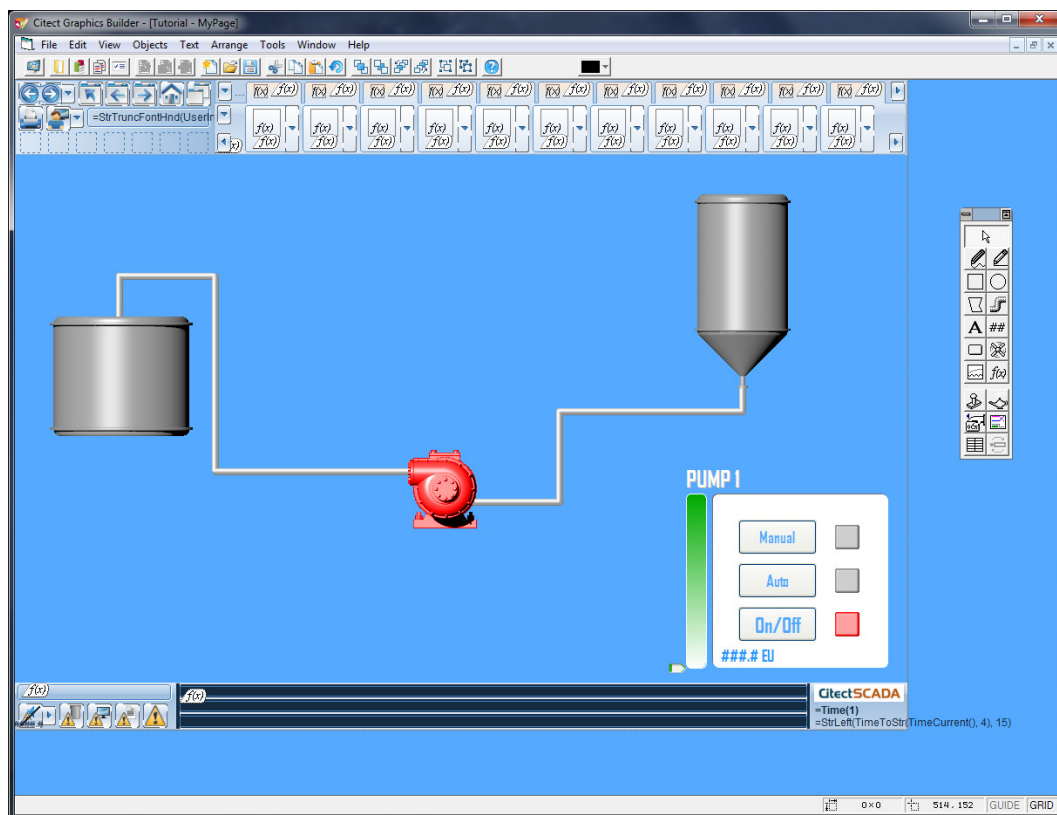 Citect Graphics Builder - [Tutorial - MyPage]
File Edit View Objects Text Arrange Tools Window Help
... f(x) f(x) f(x) f(x) f(x) f(x) f(x) f(x) f(x) f(x) f(x) f(x) f(x) f(x) f(x) f(x) f(x) f(x) f(x) f(x) f(x) f(x)
=StrTruncFontHnd(UserIn
f(x) f(x) f(x) f(x) f(x) f(x) f(x) f(x) f(x) f(x) f(x)
x) f(x) f(x) f(x) f(x) f(x) f(x) f(x) f(x) f(x) f(x) f(x)
A ##
f(x)
PUMP 1
Manual
Auto
On/Off
###.# EU
f(x)
f(x)
CitectSCADA
=Time(1)
=StrLeft(TimeToStr(TimeCurrent(), 4), 15)
0×0 514, 152 GUIDE GRID